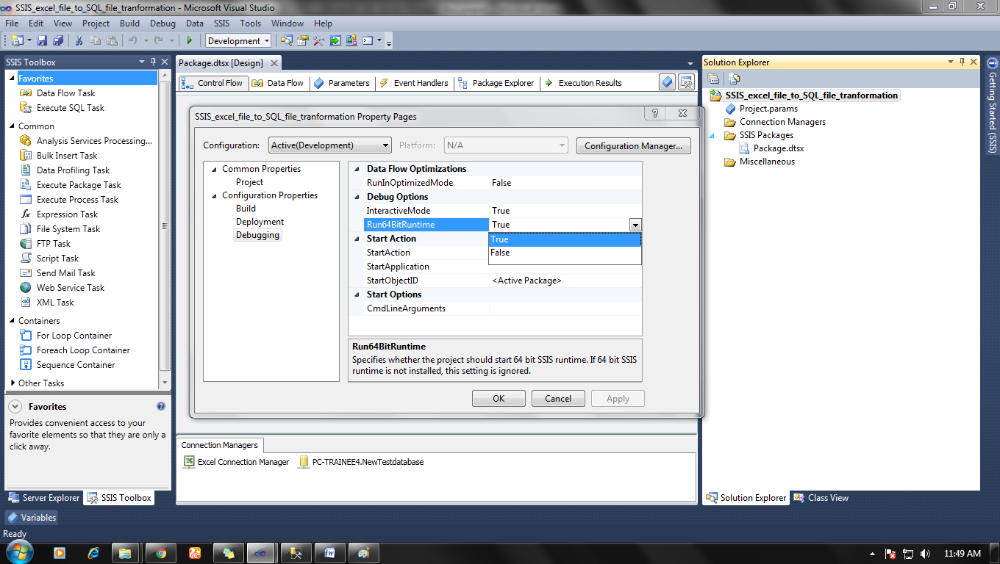 SSIS_excel_file_to_SQL_file_tranformation - Microsoft Visual Studio
File Edit View Project Build Debug Data SSIS Tools Window Help
Development
SSIS Toolbox
Favorites
Data Flow Task
Execute SQL Task
Common
Analysis Services Processing...
Bulk Insert Task
Data Profiling Task
Execute Package Task
Execute Process Task
Expression Task
File System Task
FTP Task
Script Task
Send Mail Task
Web Service Task
XML Task
Containers
For Loop Container
Foreach Loop Container
Sequence Container
Other Tasks
Favorites
Provides convenient access to your
favorite elements so that they are only a
click away.
Server Explorer SSIS Toolbox
Package.dtsx [Design]
Control Flow Data Flow Parameters Event Handlers Package Explorer Execution Results
SSIS_excel_file_to_SQL_file_tranformation Property Pages
Configuration: Active(Development) Platform: N/A Configuration Manager...
Common Properties
Project
Configuration Properties
Build
Deployment
Debugging
Data Flow Optimizations
RunInOptimizedMode False
Debug Options
InteractiveMode True
Run64BitRuntime True
True
False
Start Action
StartAction
StartApplication
StartObjectID <Active Package>
Start Options
CmdLineArguments
Run64BitRuntime
Specifies whether the project should start 64 bit SSIS runtime. If 64 bit SSIS
runtime is not installed, this setting is ignored.
OK Cancel Apply
Connection Managers
Excel Connection Manager PC-TRAINEE4.NewTestdatabase
Solution Explorer
SSIS_excel_file_to_SQL_file_tranformation
Project.params
Connection Managers
SSIS Packages
Package.dtsx
Miscellaneous
Solution Explorer Class View
Getting Started (SSIS)
Variables
Ready
11:49 AM